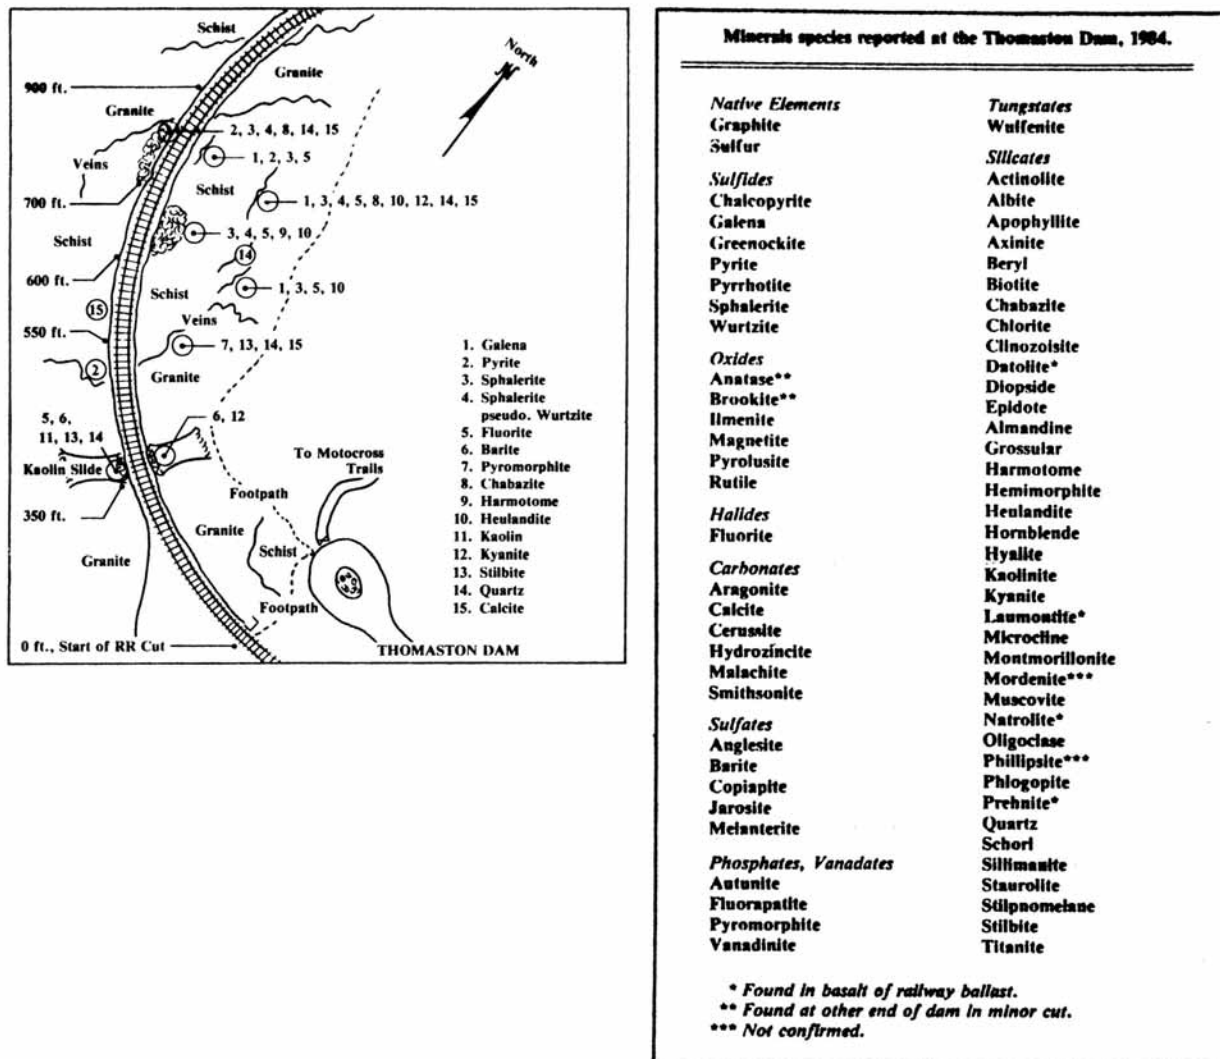 Schist
North
900 ft.
Granite
Granite
2, 3, 4, 8, 14, 15
Veins
1, 2, 3, 5
Schist
700 ft.
1, 3, 4, 5, 8, 10, 12, 14, 15
Schist
3, 4, 5, 9, 10
14
600 ft.
1, 3, 5, 10
Schist
15
Veins
550 ft.
7, 13, 14, 15
2
Granite
5, 6,
11, 13, 14
6, 12
Kaolin Slide
To Motocross
Trails
350 ft.
Footpath
Granite
Schist
Granite
Footpath
0 ft., Start of RR Cut
THOMASTON DAM
1. Galena
2. Pyrite
3. Sphalerite
4. Sphalerite
pseudo. Wurtzite
5. Fluorite
6. Barite
7. Pyromorphite
8. Chabazite
9. Harmotome
10. Heulandite
11. Kaolin
12. Kyanite
13. Stilbite
14. Quartz
15. Calcite
Minerals species reported at the Thomaston Dam, 1984.
Native Elements
Graphite
Sulfur
Sulfides
Chalcopyrite
Galena
Greenockite
Pyrite
Pyrrhotite
Sphalerite
Wurtzite
Oxides
Anatase**
Brookite**
Ilmenite
Magnetite
Pyrolusite
Rutile
Halides
Fluorite
Carbonates
Aragonite
Calcite
Cerussite
Hydrozincite
Malachite
Smithsonite
Sulfates
Anglesite
Barite
Copiapite
Jarosite
Melanterite
Phosphates, Vanadates
Autunite
Fluorapatite
Pyromorphite
Vanadinite
Tungstates
Wulfenite
Silicates
Actinolite
Albite
Apophyllite
Axinite
Beryl
Biotite
Chabazite
Chlorite
Clinozoisite
Datolite*
Diopside
Epidote
Almandine
Grossular
Harmotome
Hemimorphite
Heulandite
Hornblende
Hyalite
Kaolinite
Kyanite
Laumontite*
Microcline
Montmorillonite
Mordenite***
Muscovite
Natrolite*
Oligoclase
Phillipsite***
Phlogopite
Prehnite*
Quartz
Schorl
Sillimanite
Staurolite
Stilpnomelane
Stilbite
Titanite
* Found in basalt of railway ballast.
** Found at other end of dam in minor cut.
*** Not confirmed.